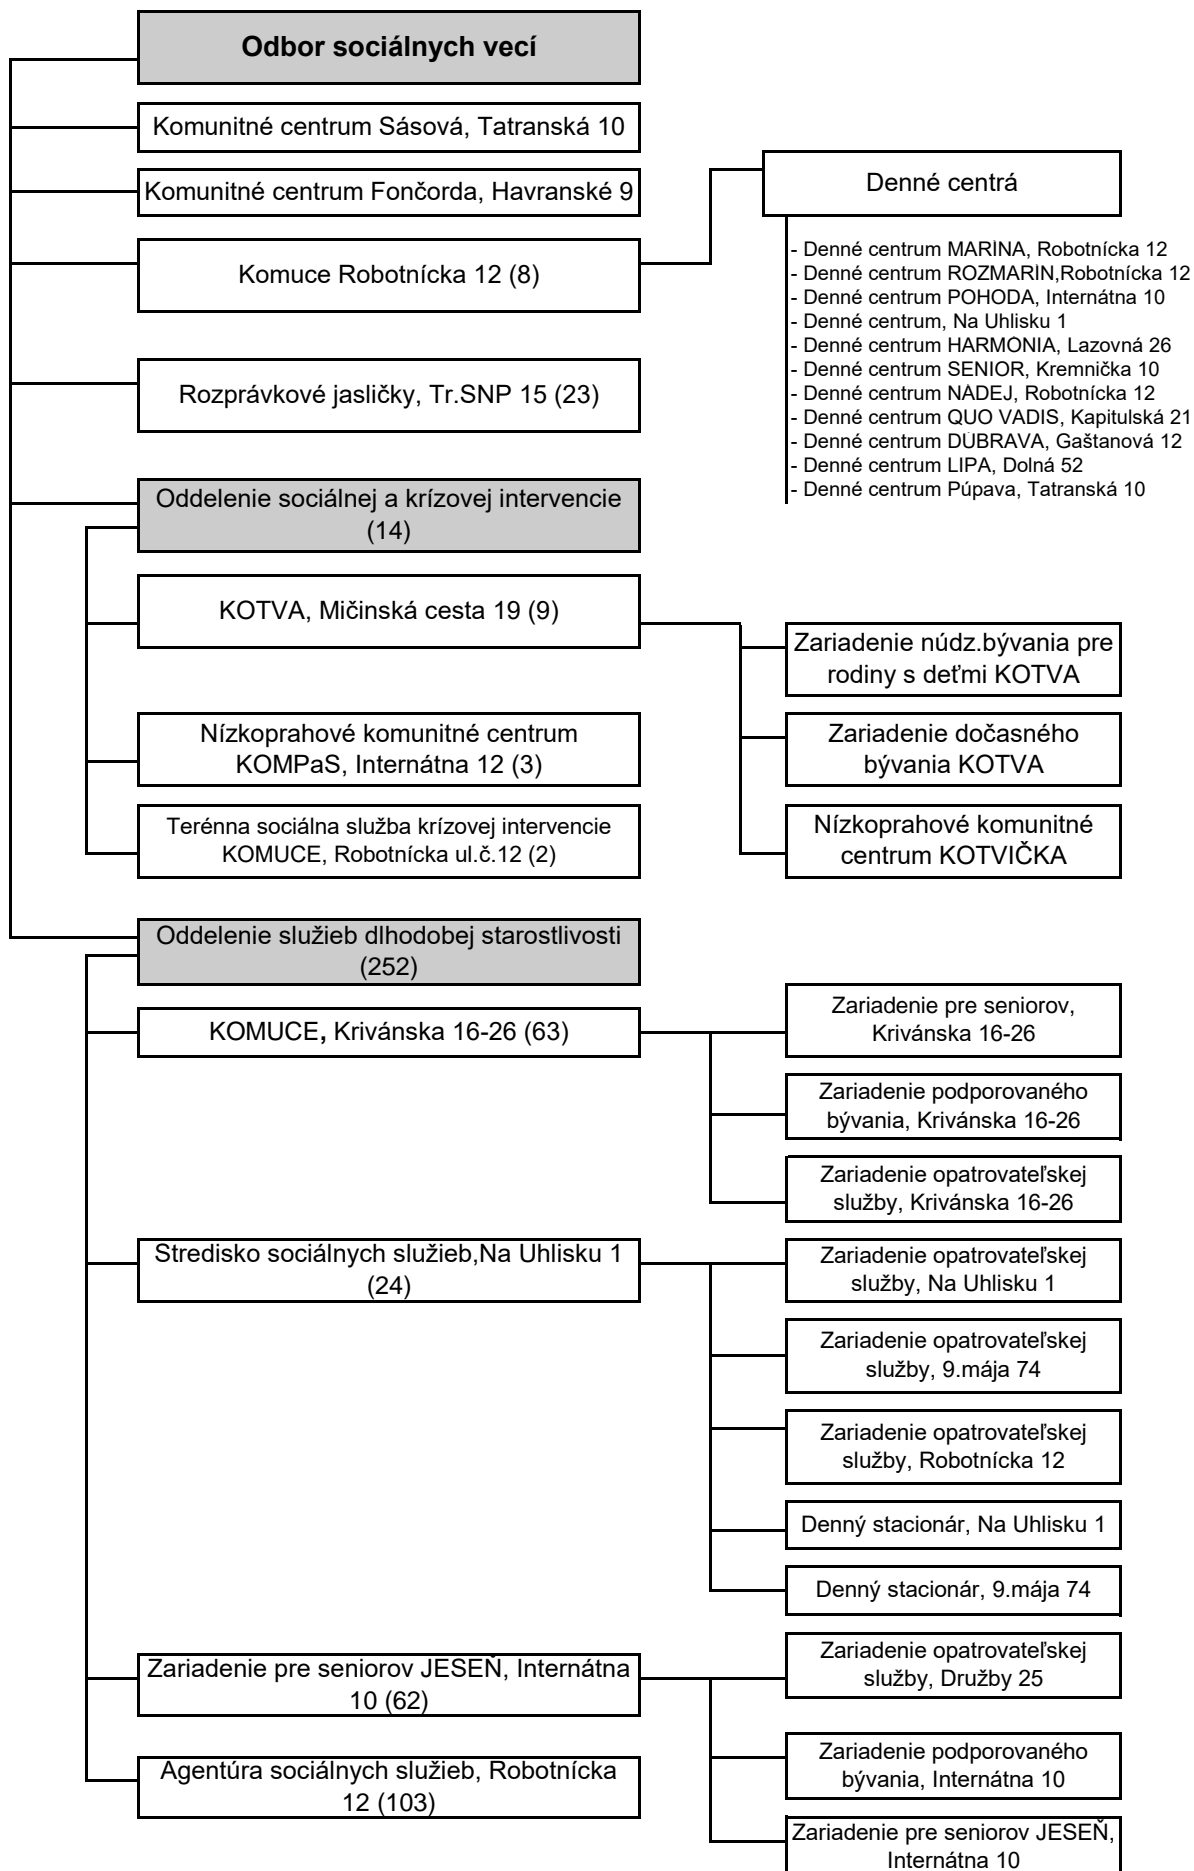 Odbor sociálnych vecí
Komunitné centrum Sásová, Tatranská 10
Komunitné centrum Fončorda, Havranské 9
Komuce Robotnícka 12 (8)
Denné centrá
- Denné centrum MARÍNA, Robotnícka 12
- Denné centrum ROZMARÍN,Robotnícka 12
- Denné centrum POHODA, Internátna 10
- Denné centrum, Na Uhlisku 1
- Denné centrum HARMONIA, Lazovná 26
- Denné centrum SENIOR, Kremnička 10
- Denné centrum NÁDEJ, Robotnícka 12
- Denné centrum QUO VADIS, Kapitulská 21
- Denné centrum DÚBRAVA, Gaštanová 12
- Denné centrum LIPA, Dolná 52
- Denné centrum Púpava, Tatranská 10
Rozprávkové jasličky, Tr.SNP 15 (23)
Oddelenie sociálnej a krízovej intervencie
(14)
KOTVA, Mičinská cesta 19 (9)
Zariadenie núdz.bývania pre
rodiny s deťmi KOTVA
Zariadenie dočasného
bývania KOTVA
Nízkoprahové komunitné
centrum KOTVIČKA
Nízkoprahové komunitné centrum
KOMPaS, Internátna 12 (3)
Terénna sociálna služba krízovej intervencie
KOMUCE, Robotnícka ul.č.12 (2)
Oddelenie služieb dlhodobej starostlivosti
(252)
KOMUCE, Krivánska 16-26 (63)
Zariadenie pre seniorov,
Krivánska 16-26
Zariadenie podporovaného
bývania, Krivánska 16-26
Zariadenie opatrovateľskej
služby, Krivánska 16-26
Stredisko sociálnych služieb,Na Uhlisku 1
(24)
Zariadenie opatrovateľskej
služby, Na Uhlisku 1
Zariadenie opatrovateľskej
služby, 9.mája 74
Zariadenie opatrovateľskej
služby, Robotnícka 12
Denný stacionár, Na Uhlisku 1
Denný stacionár, 9.mája 74
Zariadenie pre seniorov JESEŇ, Internátna
10 (62)
Zariadenie opatrovateľskej
služby, Družby 25
Zariadenie podporovaného
bývania, Internátna 10
Zariadenie pre seniorov JESEŇ,
Internátna 10
Agentúra sociálnych služieb, Robotnícka
12 (103)